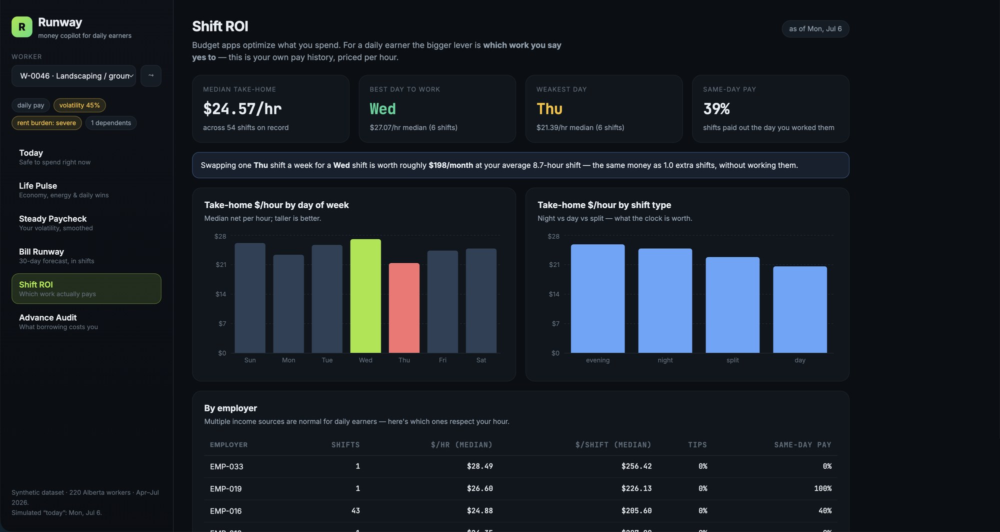 R
Runway
money copilot for daily earners
WORKER
W-0046 · Landscaping / groun
→
daily pay
volatility 45%
rent burden: severe
1 dependents
Today
Safe to spend right now
Life Pulse
Economy, energy & daily wins
Steady Paycheck
Your volatility, smoothed
Bill Runway
30-day forecast, in shifts
Shift ROI
Which work actually pays
Advance Audit
What borrowing costs you
Synthetic dataset · 220 Alberta workers · Apr–Jul
2026.
Simulated “today”: Mon, Jul 6.
Shift ROI
as of Mon, Jul 6
Budget apps optimize what you spend. For a daily earner the bigger lever is which work you say
yes to — this is your own pay history, priced per hour.
MEDIAN TAKE-HOME
$24.57/hr
across 54 shifts on record
BEST DAY TO WORK
Wed
$27.07/hr median (6 shifts)
WEAKEST DAY
Thu
$21.39/hr median (6 shifts)
SAME-DAY PAY
39%
shifts paid out the day you worked them
Swapping one Thu shift a week for a Wed shift is worth roughly $198/month at your average 8.7-hour shift — the same money as 1.0 extra shifts, without working them.
Take-home $/hour by day of week
Median net per hour; taller is better.
$28
$21
$14
$7
$0
Sun Mon Tue Wed Thu Fri Sat
Take-home $/hour by shift type
Night vs day vs split — what the clock is worth.
$28
$21
$14
$7
$0
evening night split day
By employer
Multiple income sources are normal for daily earners — here's which ones respect your hour.
EMPLOYER SHIFTS $/HR (MEDIAN) $/SHIFT (MEDIAN) TIPS SAME-DAY PAY
EMP-033 1 $28.49 $256.42 0% 0%
EMP-019 1 $26.60 $226.13 0% 100%
EMP-016 43 $24.88 $205.60 0% 40%